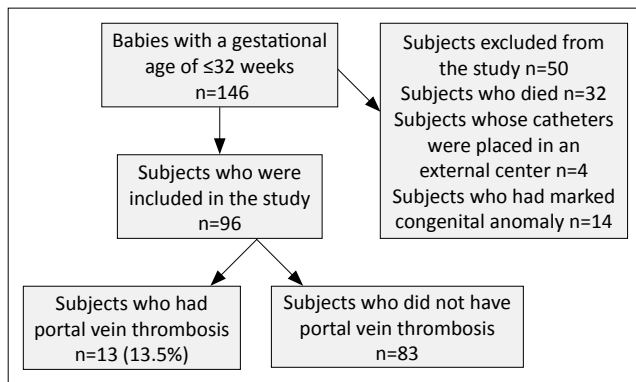 Babies with a gestational
age of ≤32 weeks
n=146
Subjects excluded from
the study n=50
Subjects who died n=32
Subjects whose catheters
were placed in an
external center n=4
Subjects who had marked
congenital anomaly n=14
Subjects who were
included in the study
n=96
Subjects who had
portal vein thrombosis
n=13 (13.5%)
Subjects who did not have
portal vein thrombosis
n=83